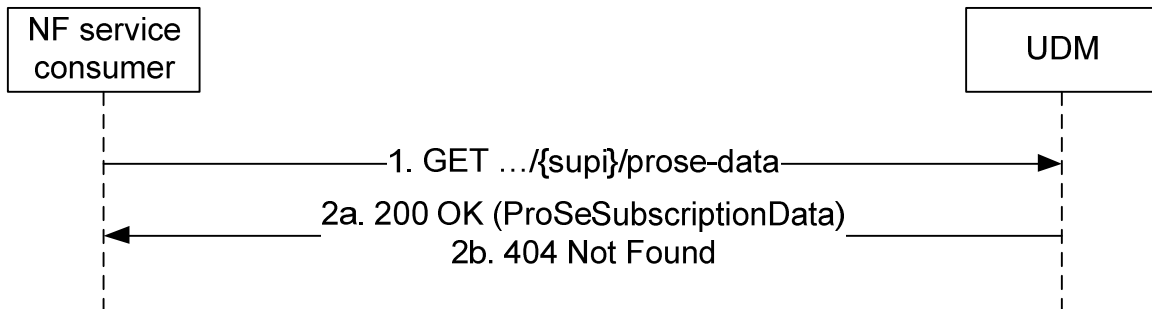 NF service
consumer
UDM
1. GET …/{supi}/prose-data
2a. 200 OK (ProSeSubscriptionData)
2b. 404 Not Found